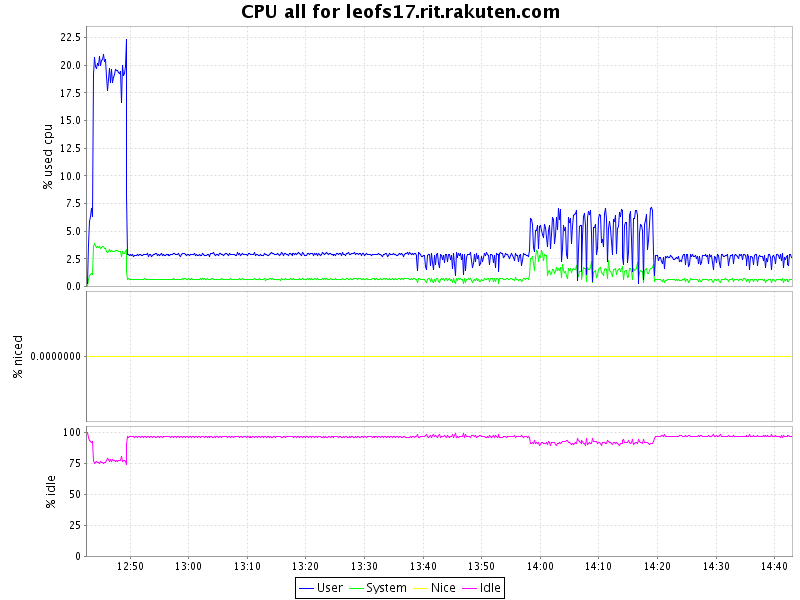 CPU all for leofs17.rit.rakuten.com
% used cpu
22.5
20.0
17.5
15.0
12.5
10.0
7.5
5.0
2.5
0.0
% niced
0.0000000
% idle
100
75
50
25
0
12:50 13:00 13:10 13:20 13:30 13:40 13:50 14:00 14:10 14:20 14:30 14:40
User System Nice Idle